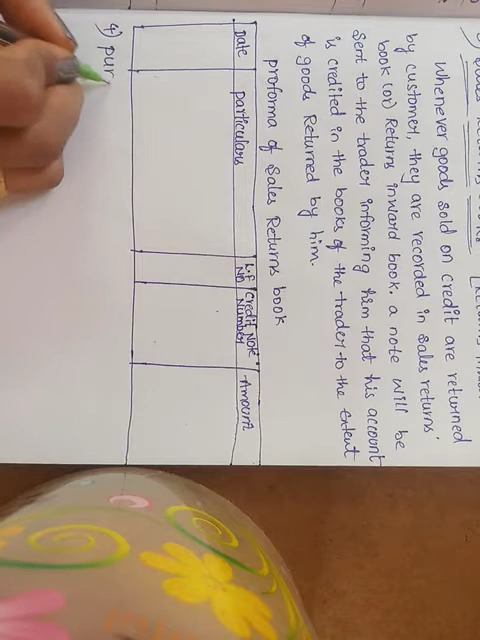 Whenever goods sold on credit are returned
by customer, they are recorded in sales returns.
book (or) Returns inward book. a note will be
sent to the trader informing him that his account
is credited in the books of the trader to the extent
of goods Returned by him.
proforma of Sales Returns book
Date particulars L.F No Credit Note Number Amount
4) pur